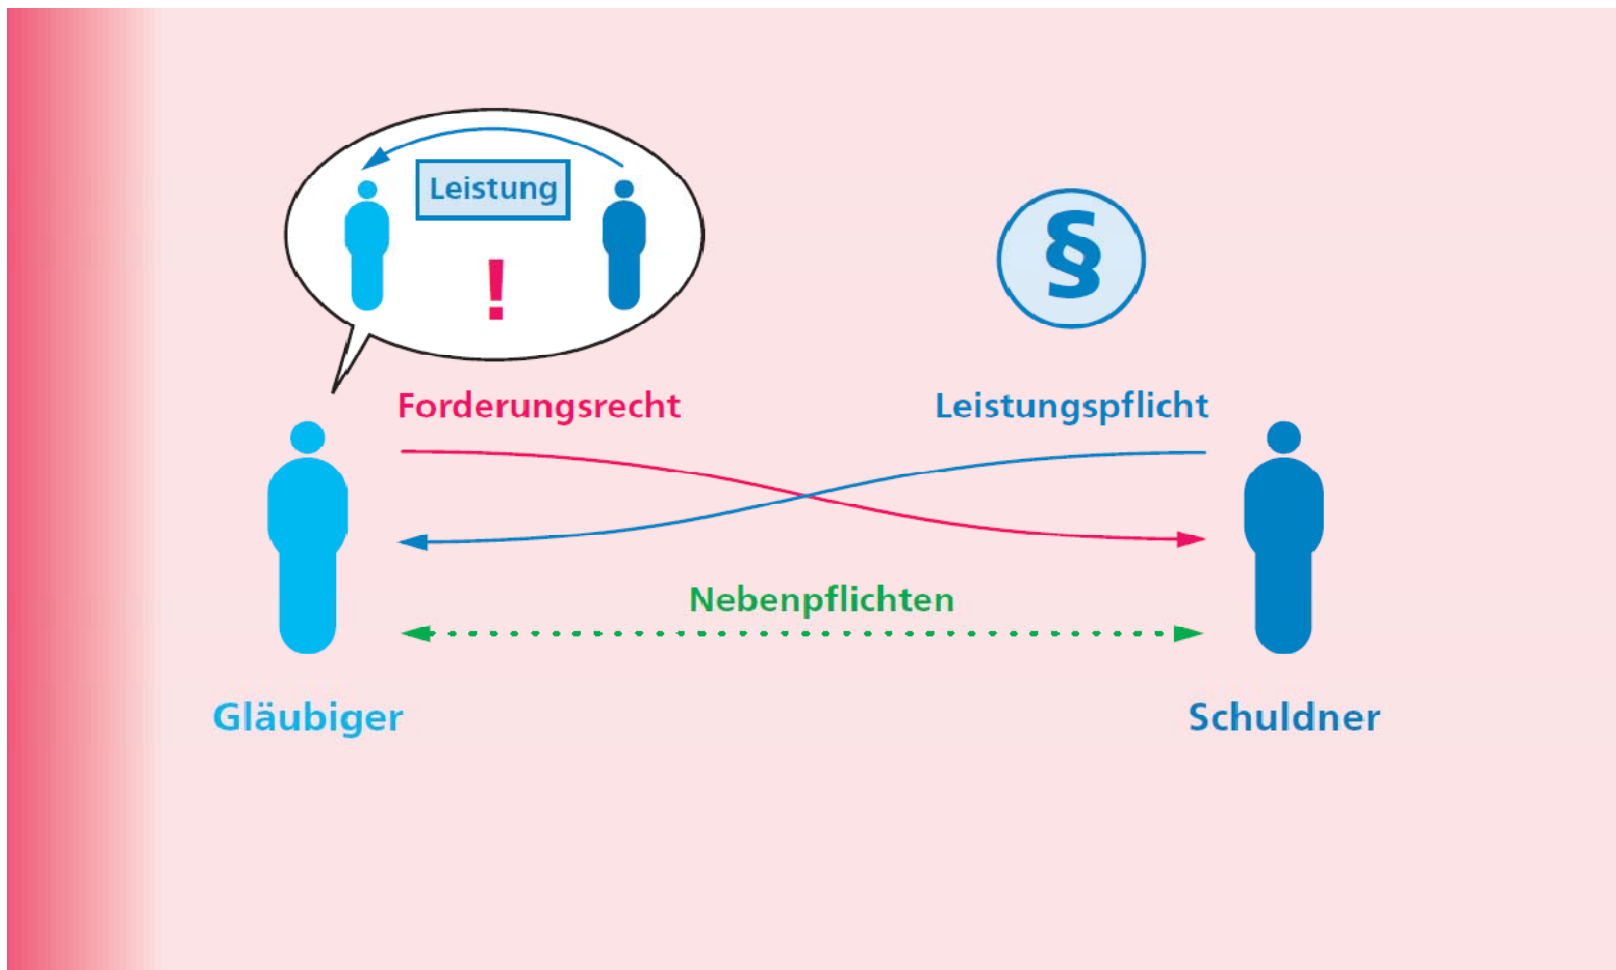 Leistung
!
§
Forderungsrecht
Leistungspflicht
Nebenpflichten
Gläubiger
Schuldner